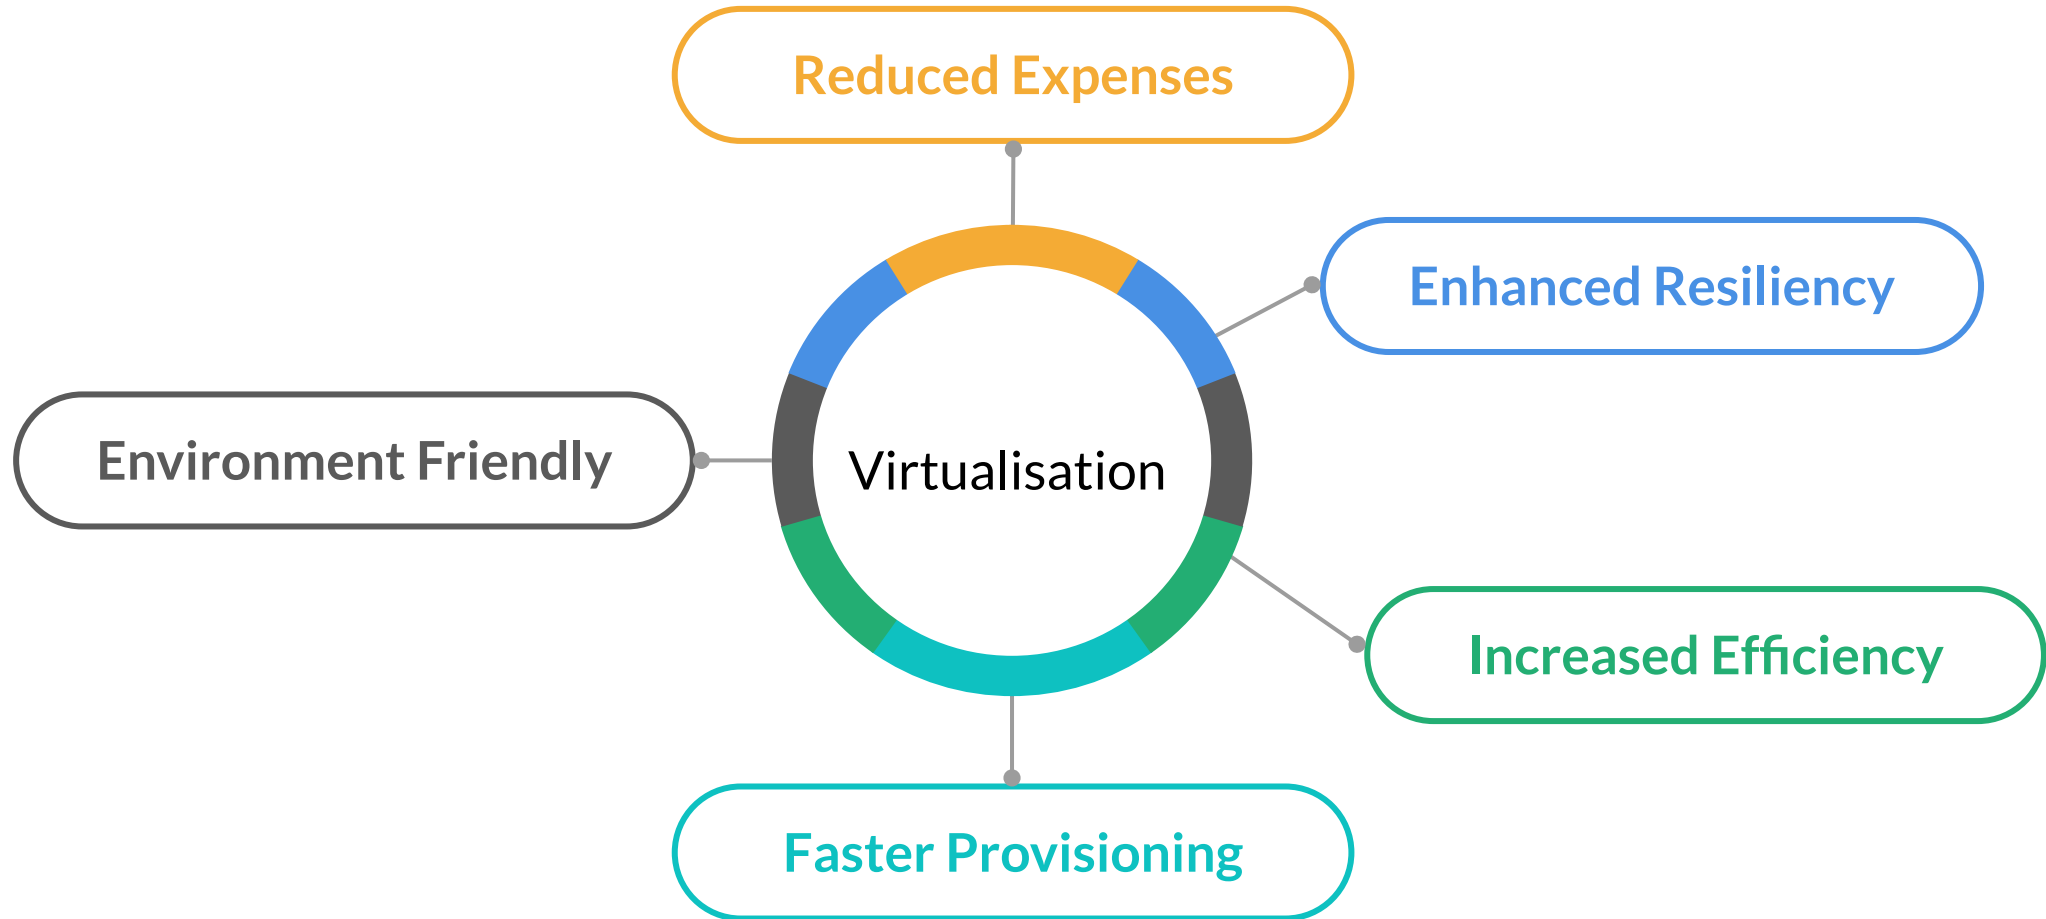 Reduced Expenses
Enhanced Resiliency
Environment Friendly
Virtualisation
Increased Efficiency
Faster Provisioning